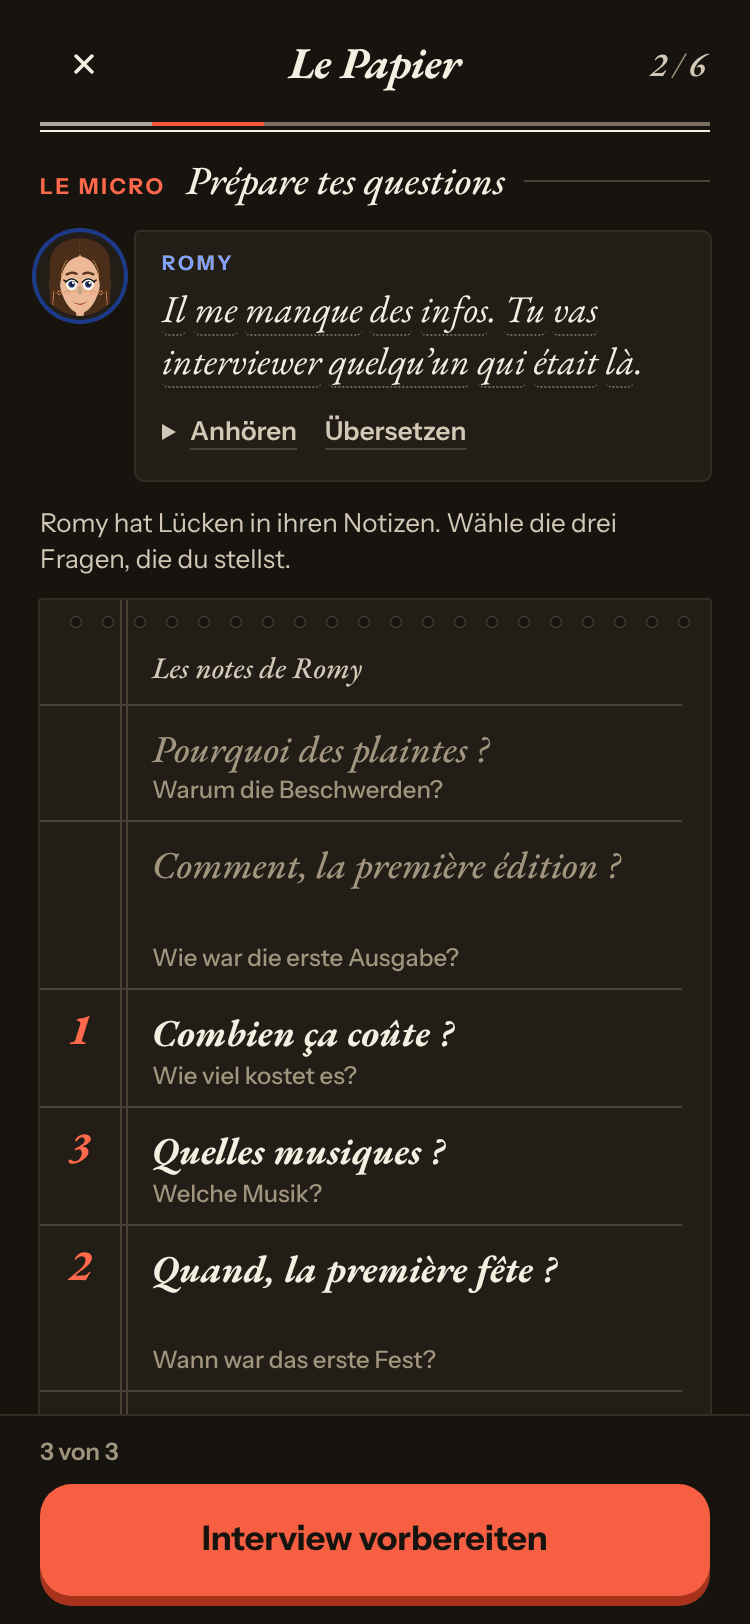 Le Papier
2/6
LE MICRO Prépare tes questions
ROMY
Il me manque des infos. Tu vas
interviewer quelqu’un qui était là.
Anhören Übersetzen
Romy hat Lücken in ihren Notizen. Wähle die drei
Fragen, die du stellst.
Les notes de Romy
Pourquoi des plaintes ?
Warum die Beschwerden?
Comment, la première édition ?
Wie war die erste Ausgabe?
1 Combien ça coûte ?
Wie viel kostet es?
3 Quelles musiques ?
Welche Musik?
2 Quand, la première fête ?
Wann war das erste Fest?
3 von 3
Interview vorbereiten